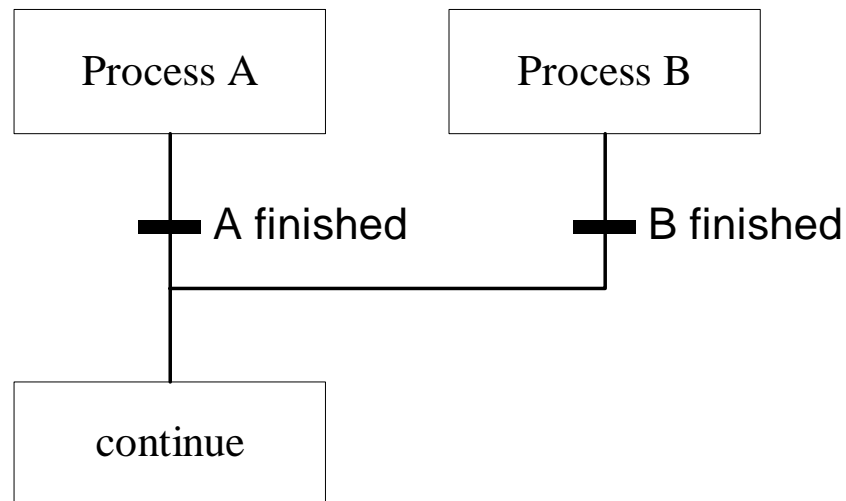 Process A
Process B
A finished
B finished
continue